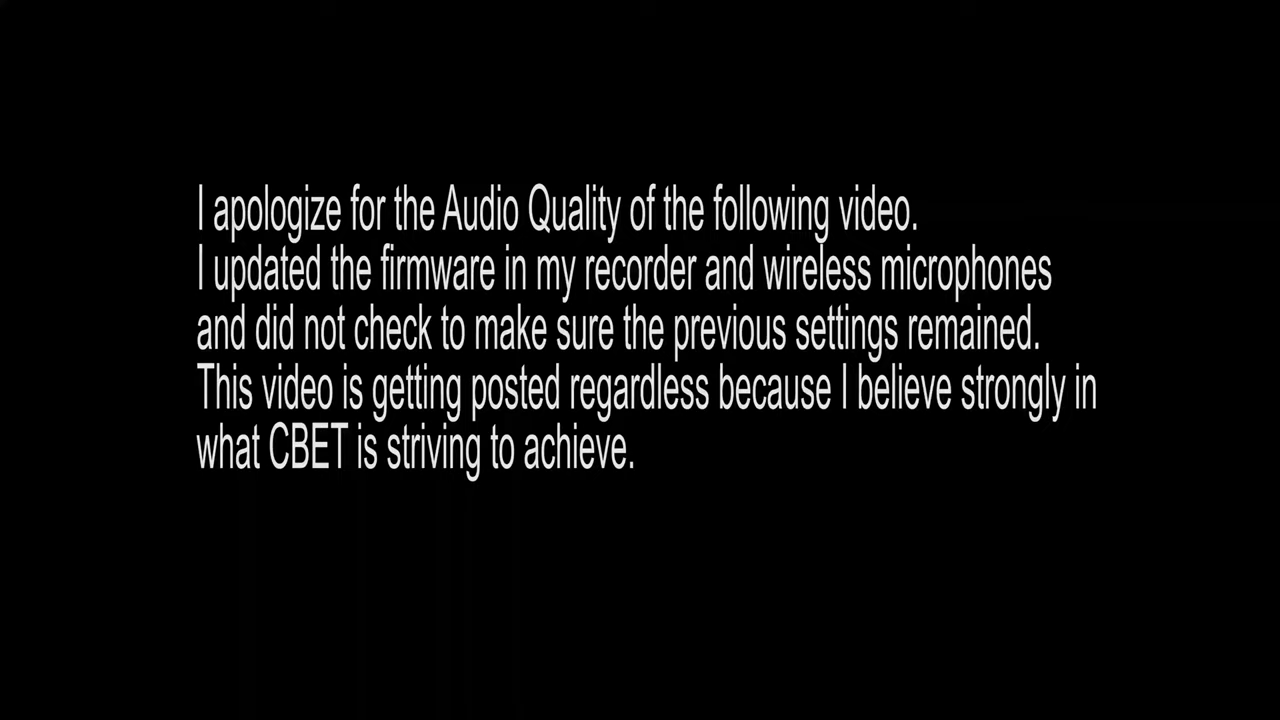 I apologize for the Audio Quality of the following video.
I updated the firmware in my recorder and wireless microphones
and did not check to make sure the previous settings remained.
This video is getting posted regardless because I believe strongly in
what CBET is striving to achieve.